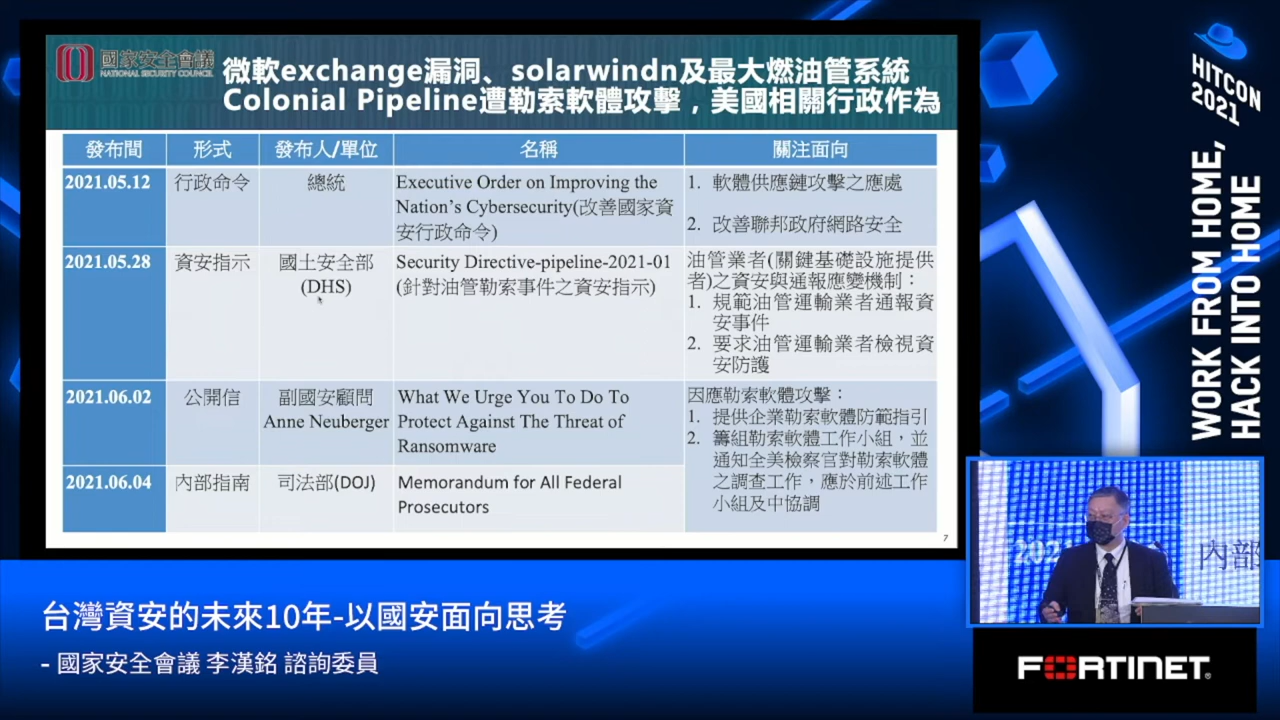 國家安全會議
NATIONAL SECURITY COUNCIL
微軟exchange漏洞、solarwindn及最大燃油管系統
Colonial Pipeline遭勒索軟體攻擊，美國相關行政作為
發布間 形式 發布人/單位 名稱 關注面向
2021.05.12 行政命令 總統
Executive Order on Improving the
Nation’s Cybersecurity(改善國家資
安行政命令)
1. 軟體供應鏈攻擊之應處
2. 改善聯邦政府網路安全
2021.05.28 資安指示 國土安全部
(DHS)
Security Directive-pipeline-2021-01
(針對油管勒索事件之資安指示)
油管業者(關鍵基礎設施提供
者)之資安與通報應變機制：
1. 規範油管運輸業者通報資
安事件
2. 要求油管運輸業者檢視資
安防護
2021.06.02 公開信 副國安顧問
Anne Neuberger
What We Urge You To Do To
Protect Against The Threat of
Ransomware
因應勒索軟體攻擊：
1. 提供企業勒索軟體防範指引
2. 籌組勒索軟體工作小組，並
通知全美檢察官對勒索軟體
之調查工作，應於前述工作
小組及中協調
2021.06.04 內部指南 司法部(DOJ)
Memorandum for All Federal
Prosecutors
7
HITCON
2021
WORK FROM HOME,
HACK INTO HOME
202
內部
台灣資安的未來10年-以國安面向思考
- 國家安全會議 李漢銘 諮詢委員
FORTINET